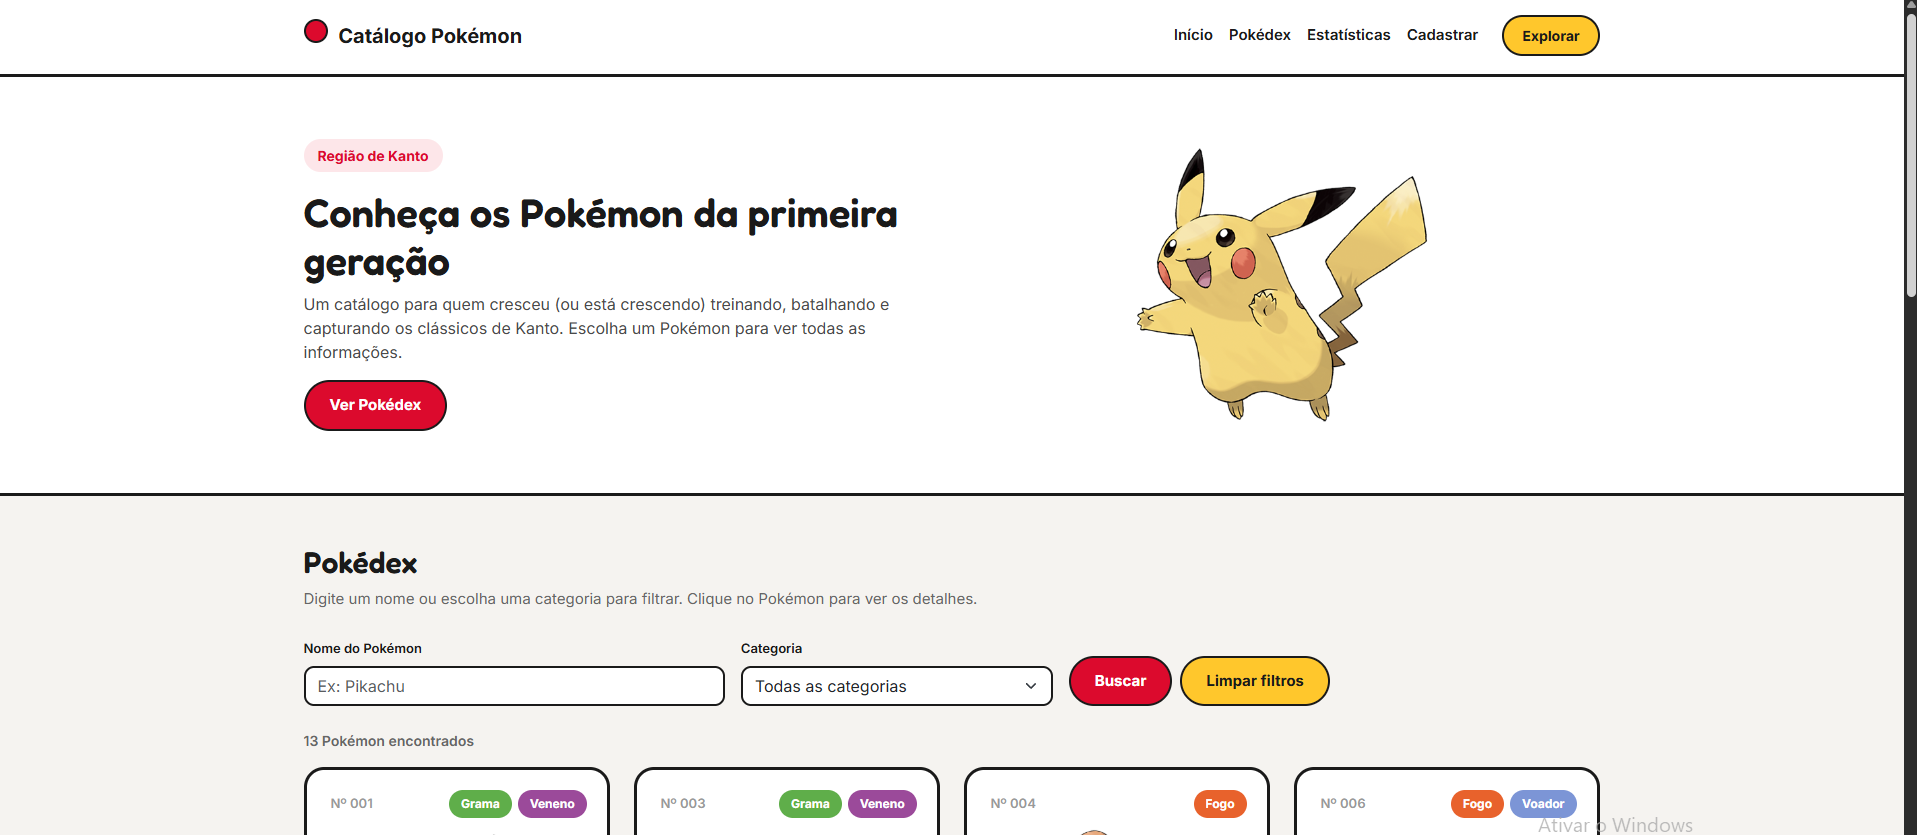 Catálogo Pokémon
Início
Pokédex
Estatísticas
Cadastrar
Explorar
Região de Kanto
Conheça os Pokémon da primeira
geração
Um catálogo para quem cresceu (ou está crescendo) treinando, batalhando e
capturando os clássicos de Kanto. Escolha um Pokémon para ver todas as
informações.
Ver Pokédex
Pokédex
Digite um nome ou escolha uma categoria para filtrar. Clique no Pokémon para ver os detalhes.
Nome do Pokémon
Categoria
Ex: Pikachu
Todas as categorias
Buscar
Limpar filtros
13 Pokémon encontrados
Nº 001
Grama
Veneno
Nº 003
Grama
Veneno
Nº 004
Fogo
Nº 006
Fogo
Voador
Ativar o Windows